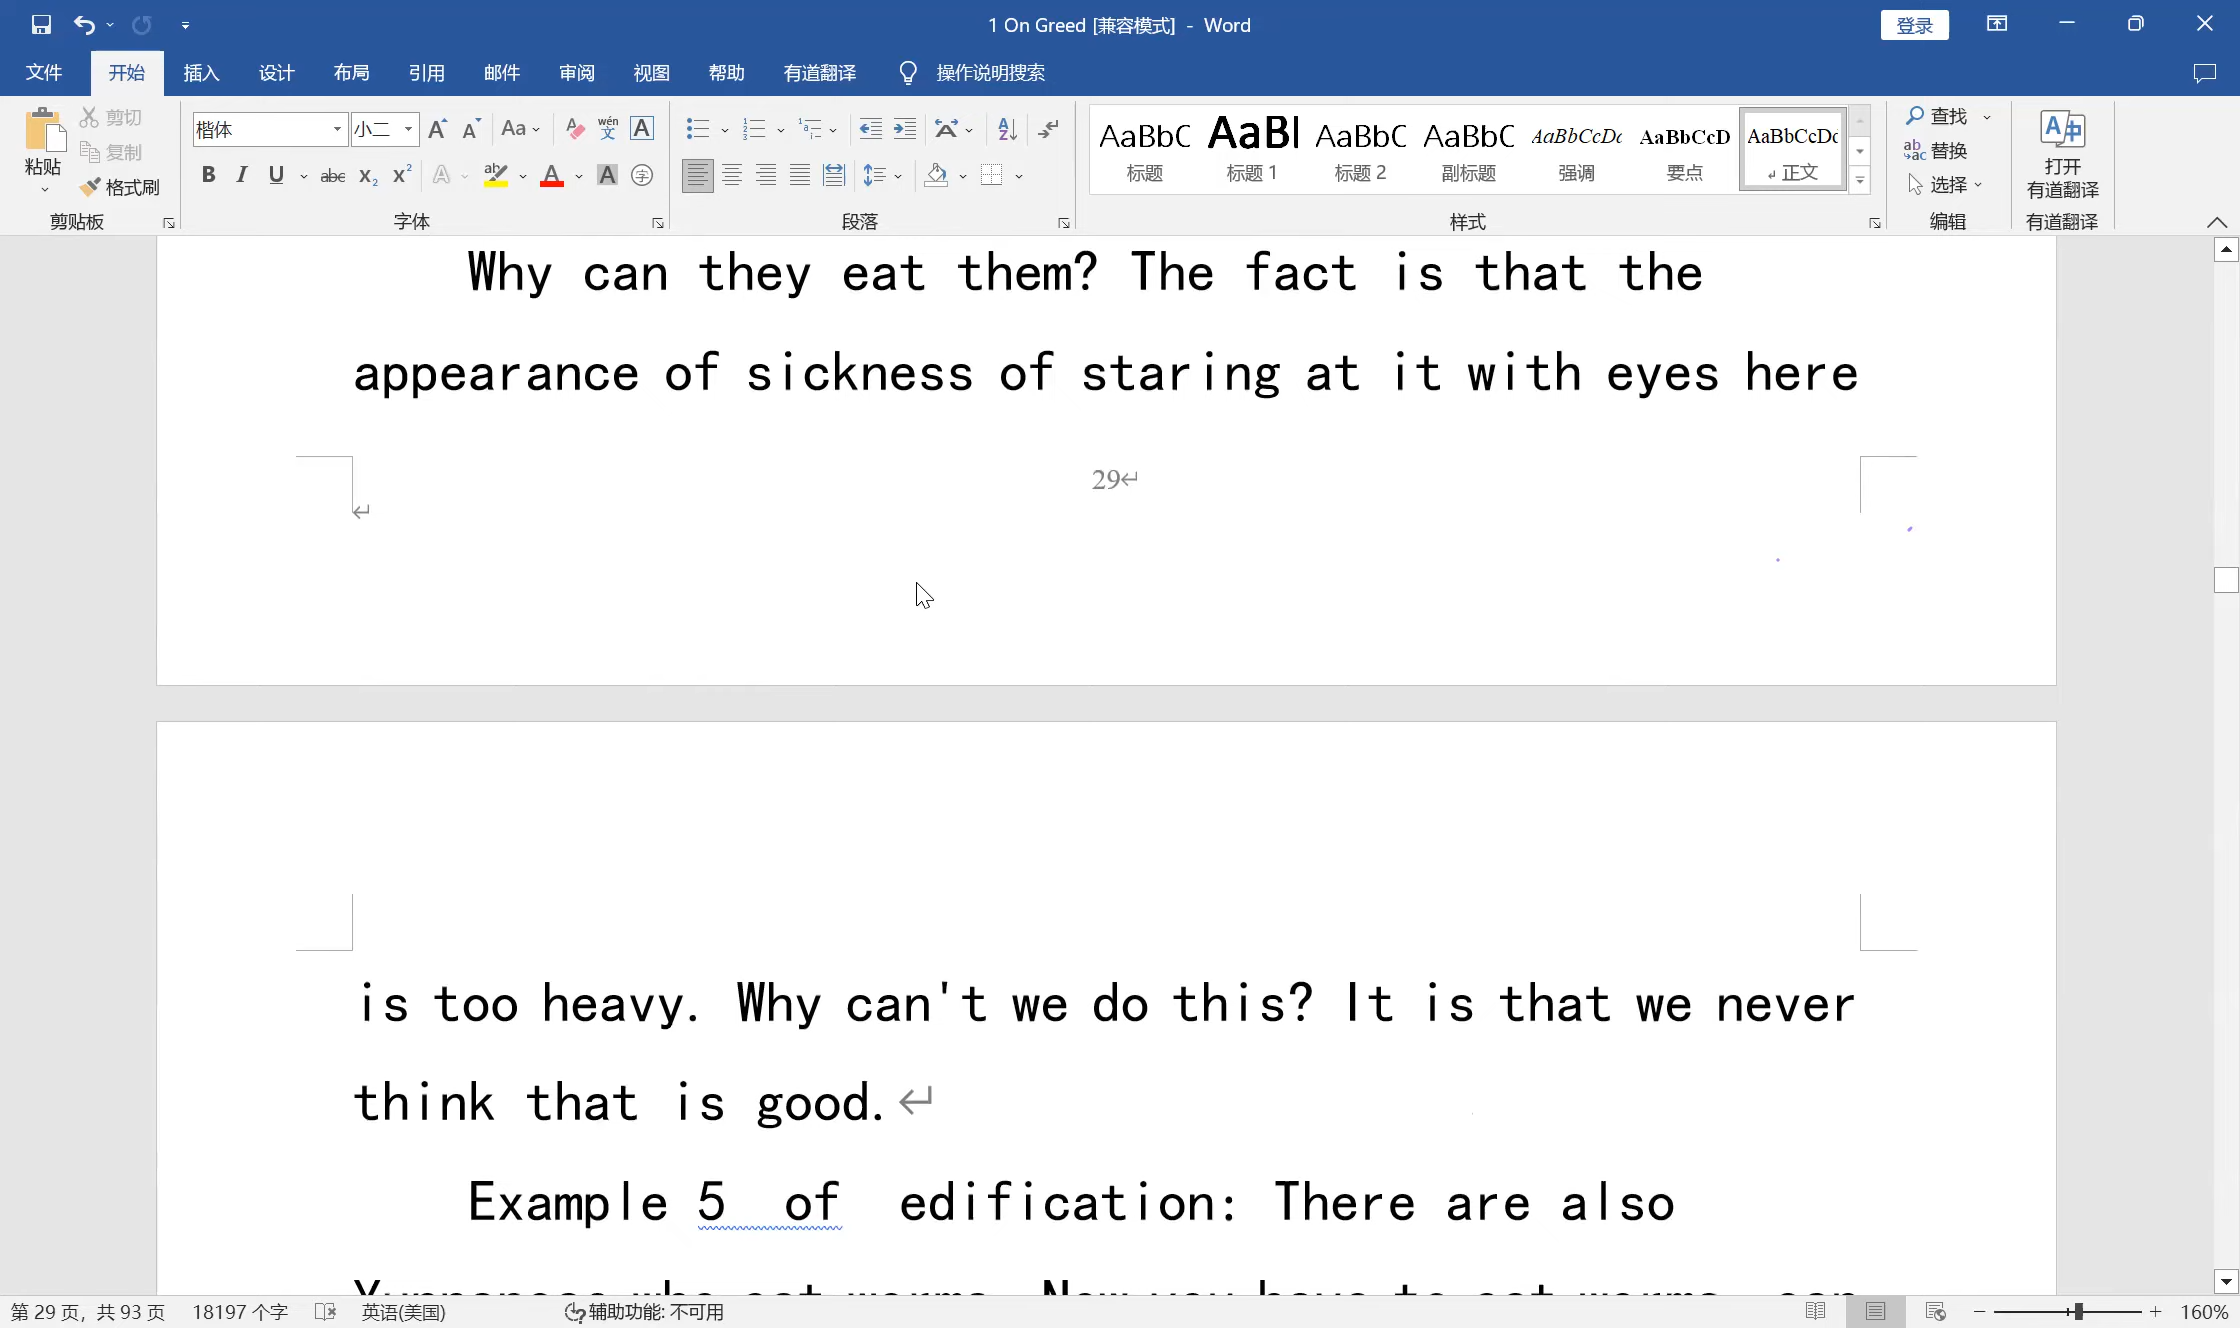 1 On Greed [兼容模式] - Word
登录
文件 开始 插入 设计 布局 引用 邮件 审阅 视图 帮助 有道翻译 操作说明搜索
粘贴
剪切
复制
格式刷
剪贴板
楷体 小二 Aa wén 文 A
B I U abc X₂ X² A ab A A 字
字体
段落
AaBbC AaBl AaBbC AaBbC AaBbCcDc AaBbCcD AaBbCcDc
标题 标题 1 标题 2 副标题 强调 要点 ↲ 正文
样式
查找
替换
选择
编辑
打开
有道翻译
有道翻译
Why can they eat them? The fact is that the
appearance of sickness of staring at it with eyes here
29↵
is too heavy. Why can't we do this? It is that we never
think that is good.↵
Example 5 of edification: There are also
第 29 页，共 93 页 18197 个字 英语(美国) 辅助功能: 不可用 160%